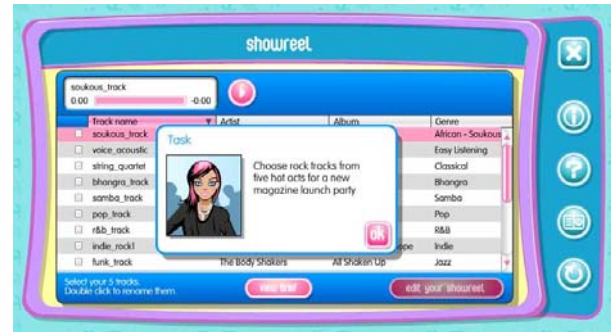 showreel
soukous_track
0:00 -0:00
Track name Artist Album Genre
soukous_track African - Soukous
voice_acoustic Easy Listening
string_quartet Classical
bhangra_track Bhangra
samba_track Samba
pop_track Pop
r&b_track R&B
indie_rock1 Indie
funk_track The Body Shakers All Shaken Up Jazz
Task
Choose rock tracks from
five hot acts for a new
magazine launch party
ok
Select your 5 tracks.
Double click to rename them.
view brief
edit your showreel